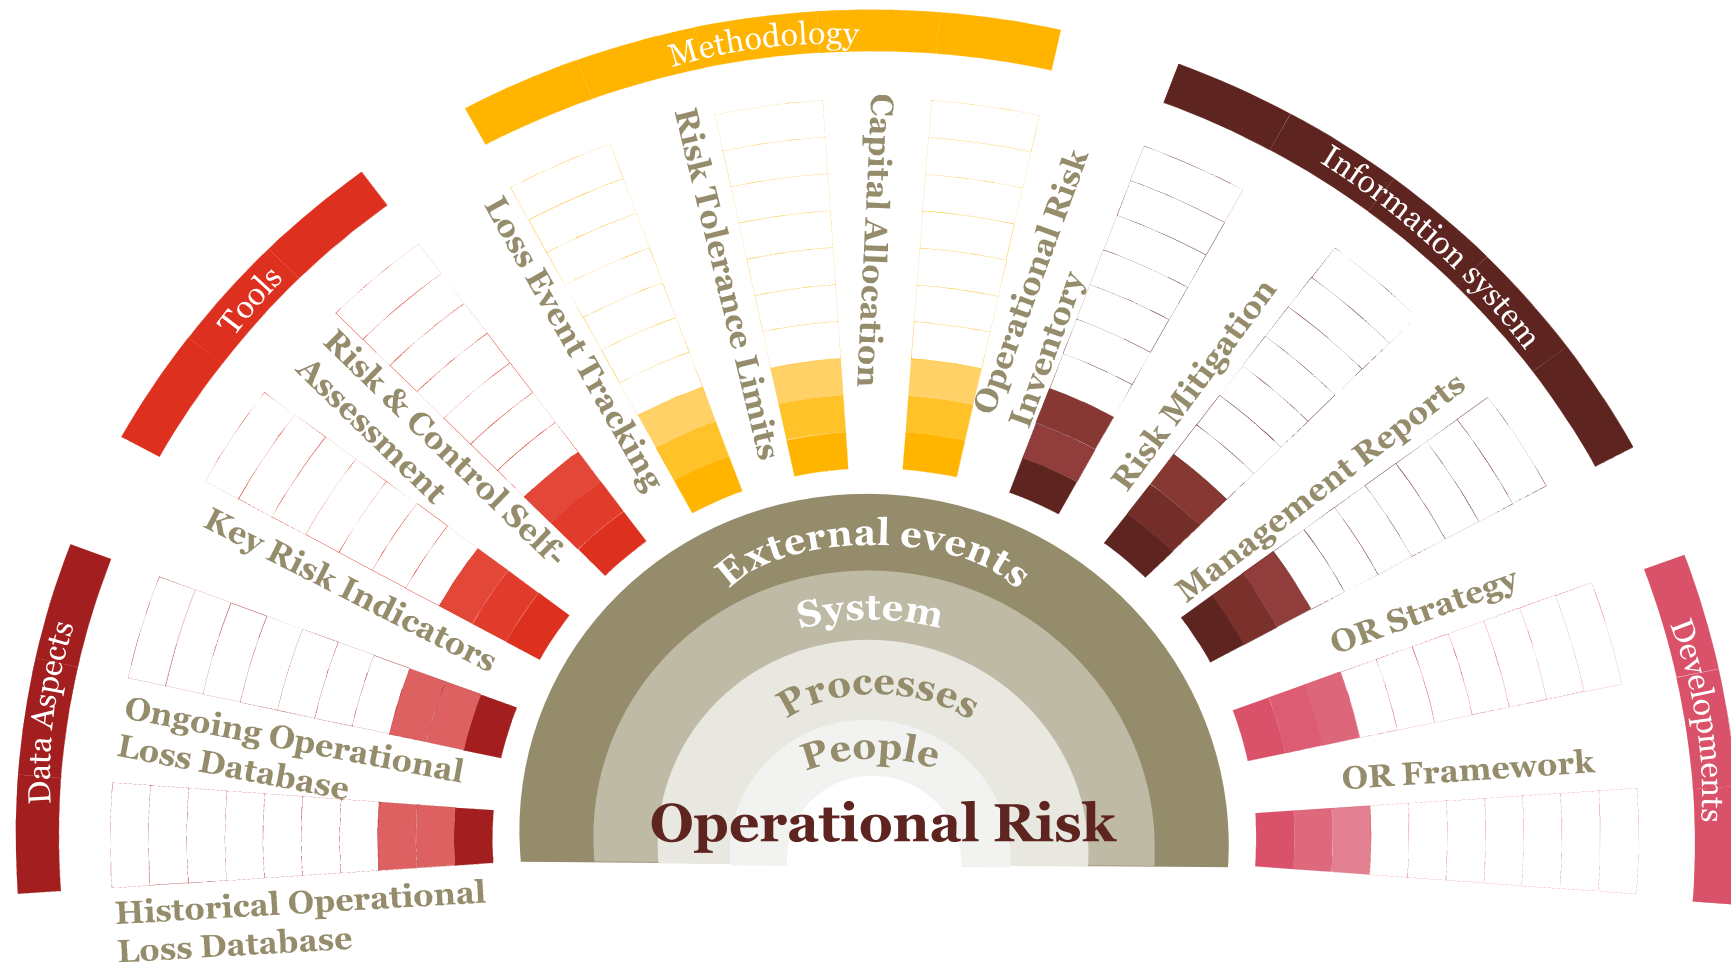 Methodology
Information system
Tools
Data Aspects
Developments
Historical Operational
Loss Database
Ongoing Operational
Loss Database
Key Risk Indicators
Risk & Control Self-
Assessment
Loss Event Tracking
Risk Tolerance Limits
Capital Allocation
Operational Risk
Inventory
Risk Mitigation
Management Reports
OR Strategy
OR Framework
External events
System
Processes
People
Operational Risk